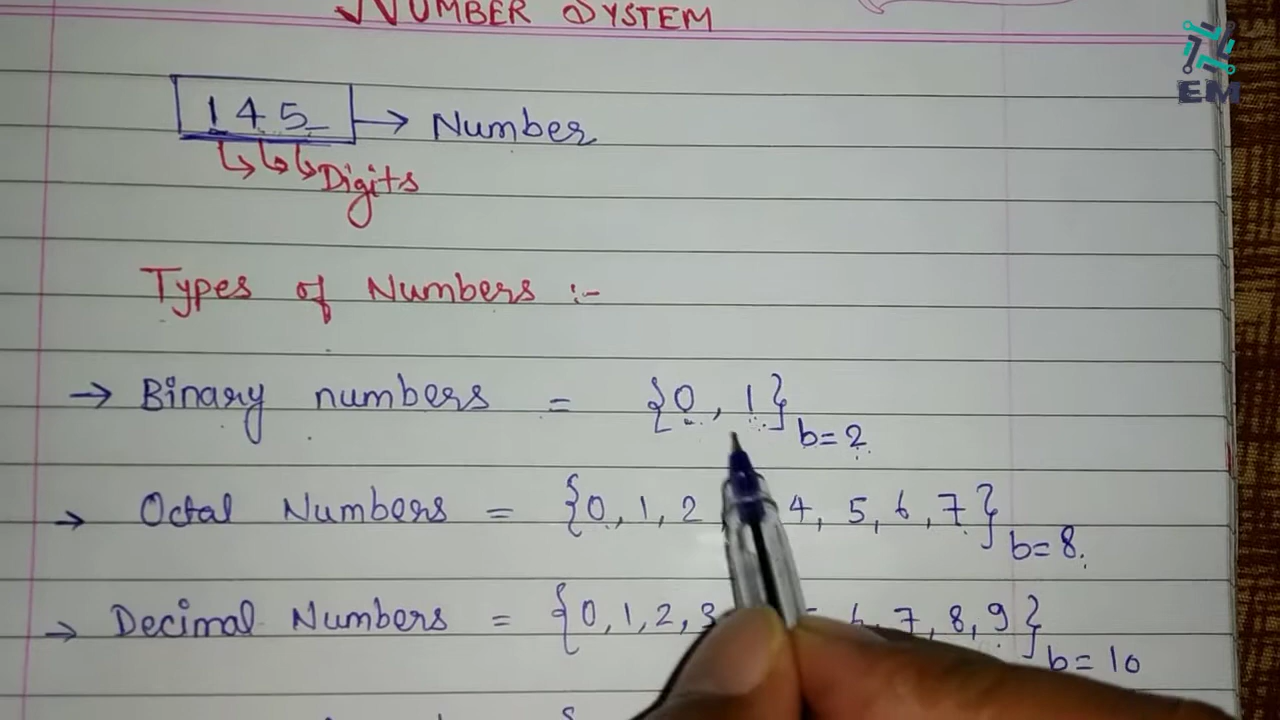 NUMBER SYSTEM
EM
145 → Number
Digits
Types of Numbers :-
→ Binary numbers = {0, 1} b=2
→ Octal Numbers = {0, 1, 2 4, 5, 6, 7} b=8
→ Decimal Numbers = {0, 1, 2, 3 6, 7, 8, 9} b=10